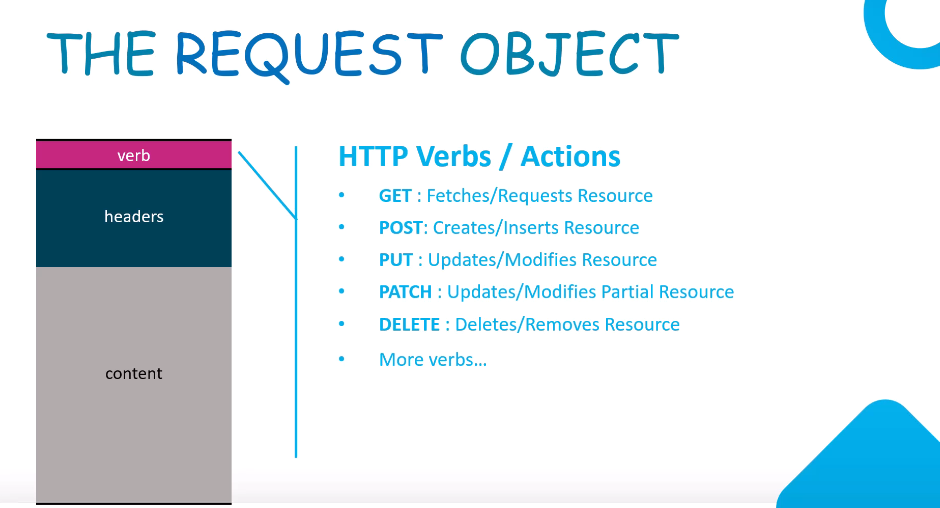 THE REQUEST OBJECT
verb
headers
content
HTTP Verbs / Actions
• GET : Fetches/Requests Resource
• POST: Creates/Inserts Resource
• PUT : Updates/Modifies Resource
• PATCH : Updates/Modifies Partial Resource
• DELETE : Deletes/Removes Resource
• More verbs...